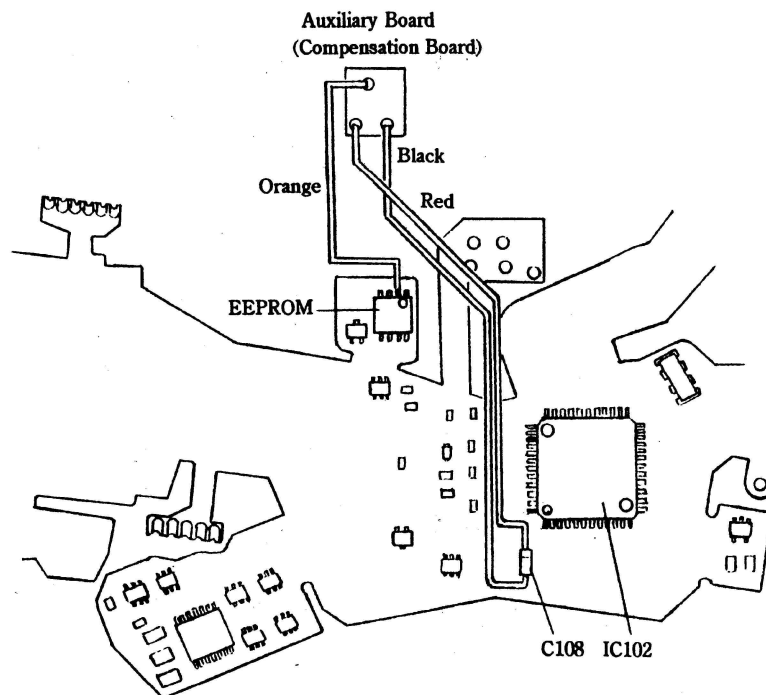 Auxiliary Board
(Compensation Board)
Black
Orange
Red
EEPROM
C108
IC102